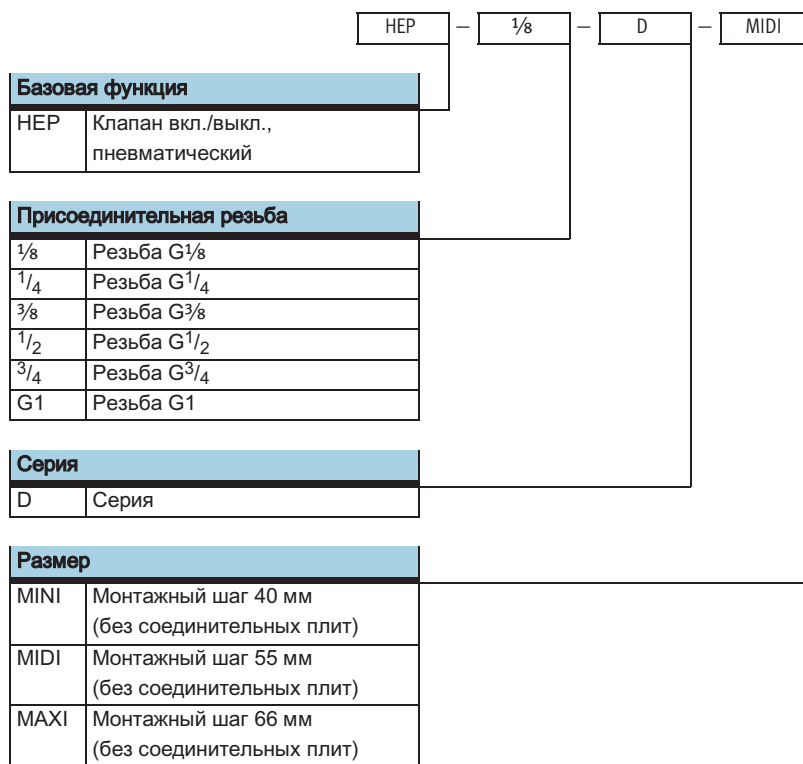 HEP – ⅛ – D – MIDI
Базовая функция
HEP Клапан вкл./выкл.,
пневматический
Присоединительная резьба
⅛ Резьба G⅛
1/4 Резьба G1/4
⅜ Резьба G⅜
1/2 Резьба G1/2
3/4 Резьба G3/4
G1 Резьба G1
Серия
D Серия
Размер
MINI Монтажный шаг 40 мм
(без соединительных плит)
MIDI Монтажный шаг 55 мм
(без соединительных плит)
MAXI Монтажный шаг 66 мм
(без соединительных плит)